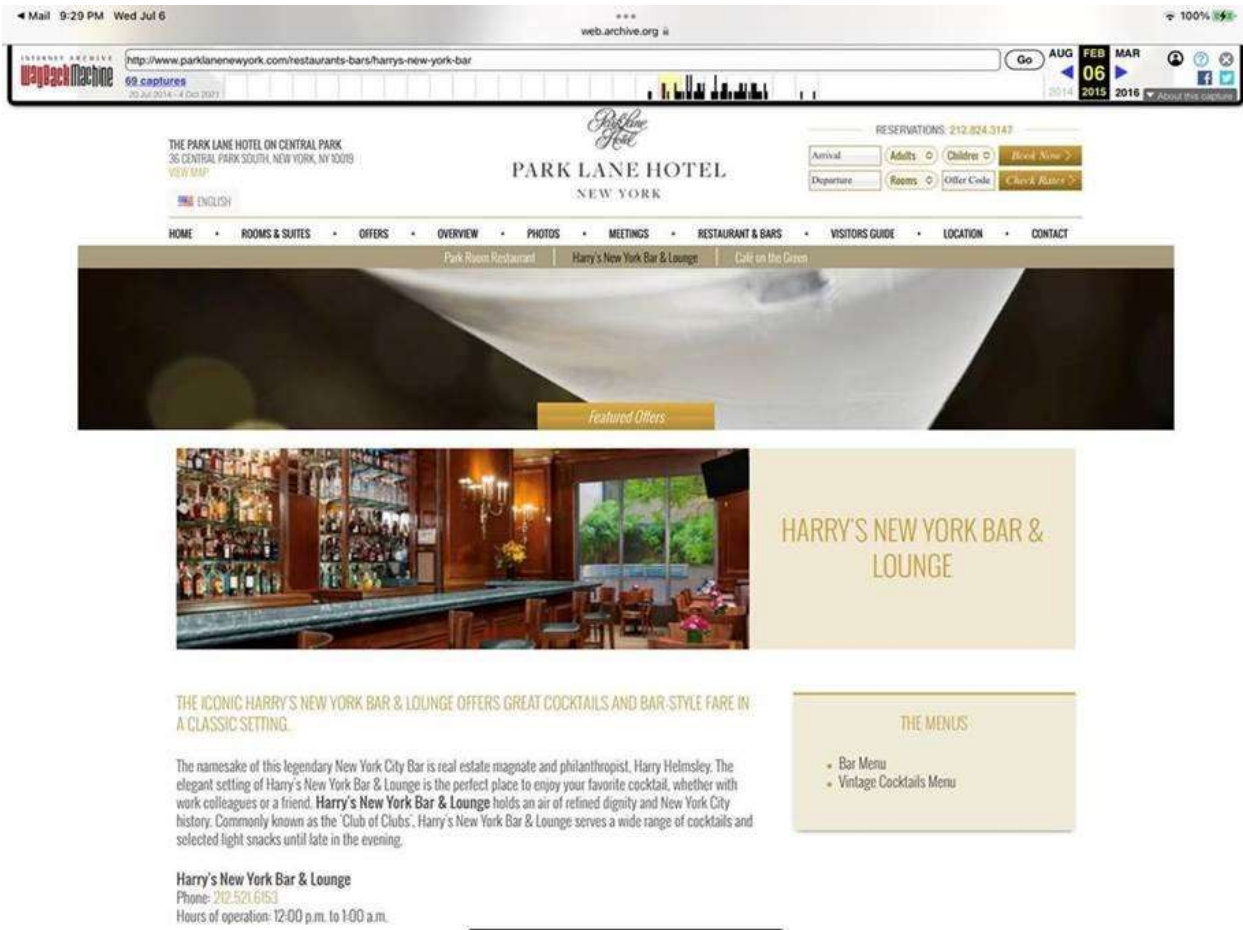 Mail 9:29 PM Wed Jul 6
web.archive.org
100%
INTERNET ARCHIVE
WayBackMachine
http://www.parklanenewyork.com/restaurants-bars/harrys-new-york-bar
Go
AUG FEB MAR
69 captures
20 Jul 2014 - 4 Oct 2021
06
2014 2015 2016
About this capture
THE PARK LANE HOTEL ON CENTRAL PARK
36 CENTRAL PARK SOUTH, NEW YORK, NY 10019
VIEW MAP
ENGLISH
Park Lane
Hotel
PARK LANE HOTEL
NEW YORK
RESERVATIONS: 212.824.3147
Arrival Adults Children Book Now >
Departure Rooms Offer Code Check Rates >
HOME • ROOMS & SUITES • OFFERS • OVERVIEW • PHOTOS • MEETINGS • RESTAURANT & BARS • VISITORS GUIDE • LOCATION • CONTACT
Park Room Restaurant | Harry's New York Bar & Lounge | Café on the Green
Featured Offers
HARRY'S NEW YORK BAR &
LOUNGE
THE ICONIC HARRY'S NEW YORK BAR & LOUNGE OFFERS GREAT COCKTAILS AND BAR-STYLE FARE IN
A CLASSIC SETTING.
The namesake of this legendary New York City Bar is real estate magnate and philanthropist, Harry Helmsley. The
elegant setting of Harry's New York Bar & Lounge is the perfect place to enjoy your favorite cocktail, whether with
work colleagues or a friend. Harry's New York Bar & Lounge holds an air of refined dignity and New York City
history. Commonly known as the 'Club of Clubs', Harry's New York Bar & Lounge serves a wide range of cocktails and
selected light snacks until late in the evening.
Harry's New York Bar & Lounge
Phone: 212.521.6153
Hours of operation: 12:00 p.m. to 1:00 a.m.
THE MENUS
• Bar Menu
• Vintage Cocktails Menu